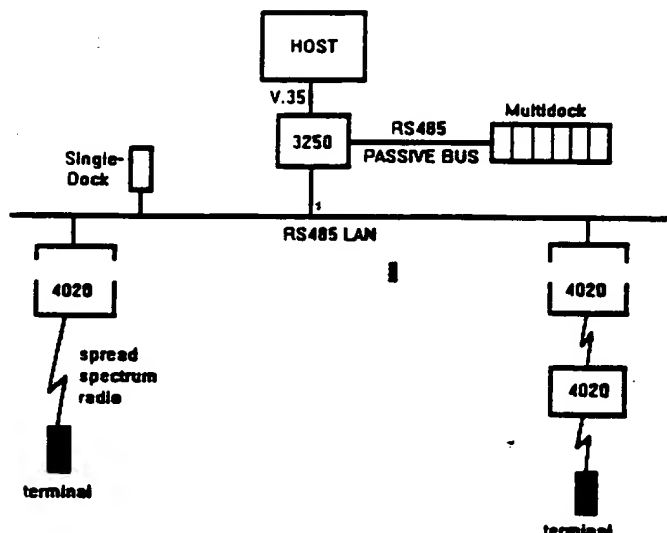 HOST
V.35
Multidock
3250
RS485
PASSIVE BUS
Single-
Dock
RS485 LAN
4020
4020
spread
spectrum
radio
4020
terminal
terminal